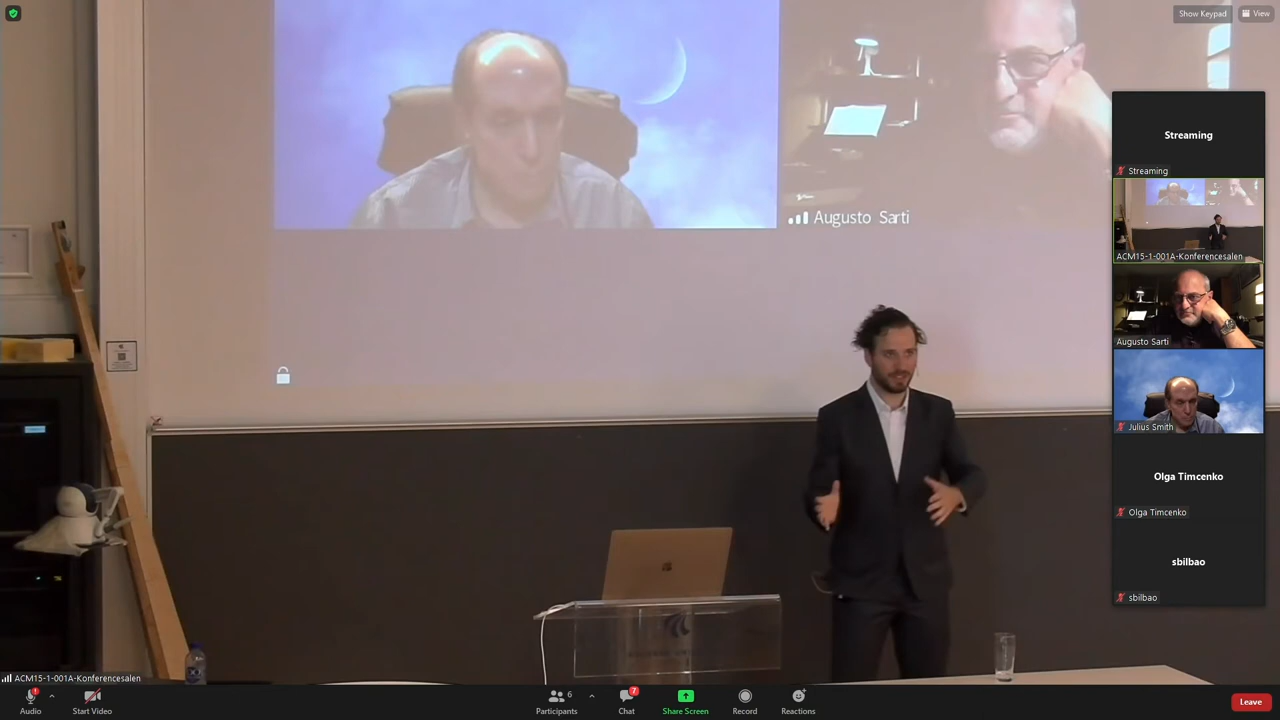 Show Keypad
View
Augusto Sarti
Streaming
Streaming
ACM15-1-001A-Konferencesalen
Augusto Sarti
Julius Smith
Olga Timcenko
Olga Timcenko
sbilbao
sbilbao
ACM15-1-001A-Konferencesalen
Audio
Start Video
Participants
6
Chat
7
Share Screen
Record
Reactions
Leave